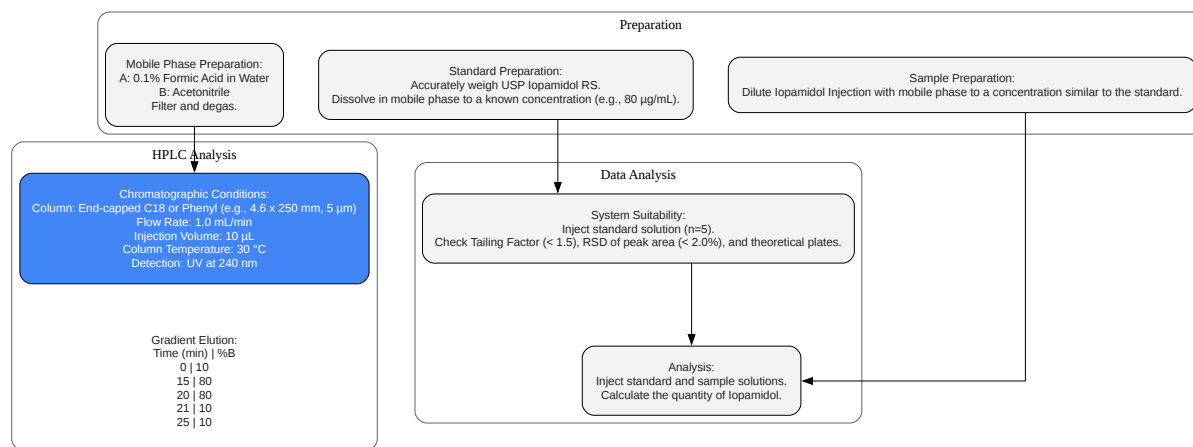 Preparation
Mobile Phase Preparation:
A: 0.1% Formic Acid in Water
B: Acetonitrile
Filter and degas.
Standard Preparation:
Accurately weigh USP Iopamidol RS.
Dissolve in mobile phase to a known concentration (e.g., 80 µg/mL).
Sample Preparation:
Dilute Iopamidol Injection with mobile phase to a concentration similar to the standard.
HPLC Analysis
Chromatographic Conditions:
Column: End-capped C18 or Phenyl (e.g., 4.6 x 250 mm, 5 µm)
Flow Rate: 1.0 mL/min
Injection Volume: 10 µL
Column Temperature: 30 °C
Detection: UV at 240 nm
Gradient Elution:
Time (min) | %B
0 | 10
15 | 80
20 | 80
21 | 10
25 | 10
Data Analysis
System Suitability:
Inject standard solution (n=5).
Check Tailing Factor (< 1.5), RSD of peak area (< 2.0%), and theoretical plates.
Analysis:
Inject standard and sample solutions.
Calculate the quantity of Iopamidol.